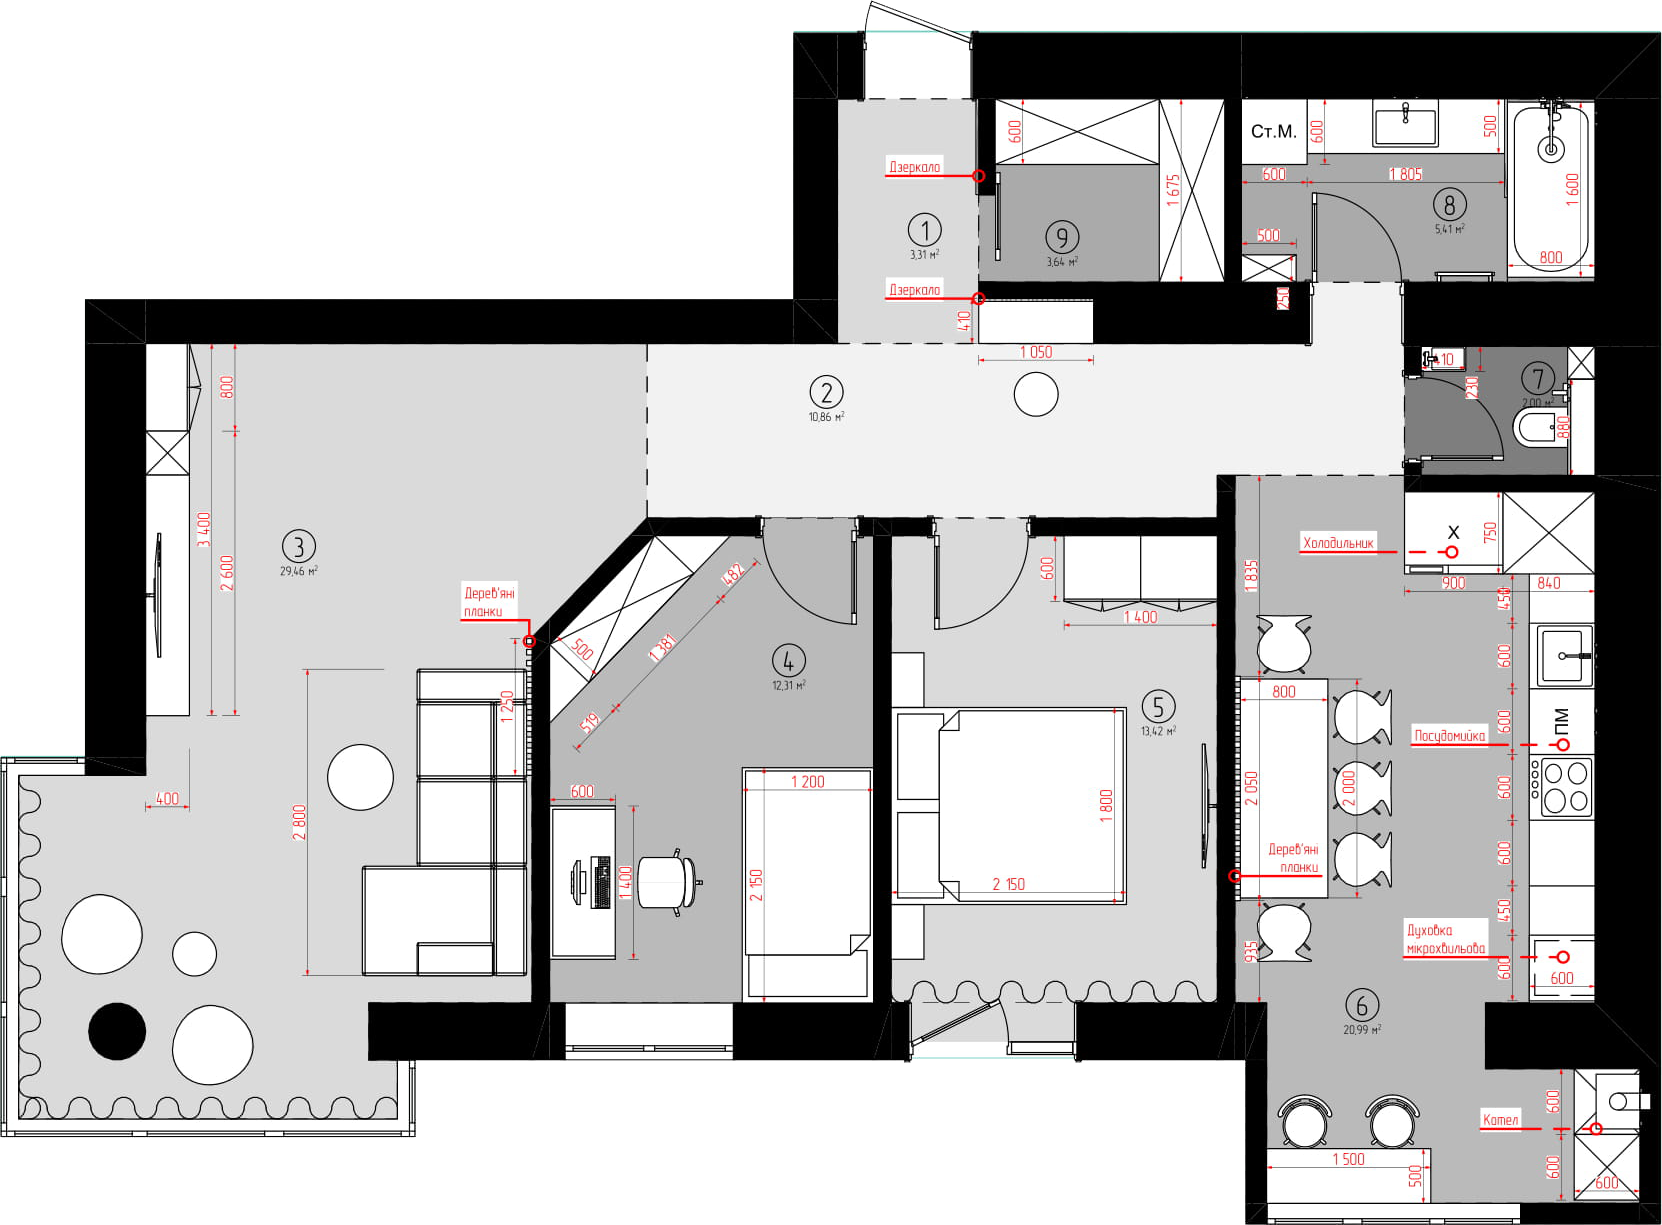 Дзеркало
600
1 675
1
3,31 м²
9
3,64 м²
Дзеркало
410
1 050
Ст.М.
600
500
600
1 805
1 600
8
5,41 м²
500
250
800
410
230
7
2.00 м²
880
800
3 400
2 600
3
29,46 м²
2
10,86 м²
Дерев'яні
планки
1 250
2 800
400
482
1 381
500
519
4
12,31 м²
600
1 400
1 200
2 150
600
1 400
5
13,42 м²
1 800
2 150
1 835
Холодильник
X
750
900
840
450
600
800
600
ПМ
Посудомийка
2 050
2 000
600
Дерев'яні
планки
600
450
Духовка
мікрохвильова
935
600
600
6
20,99 м²
600
Котел
1 500
500
600
600